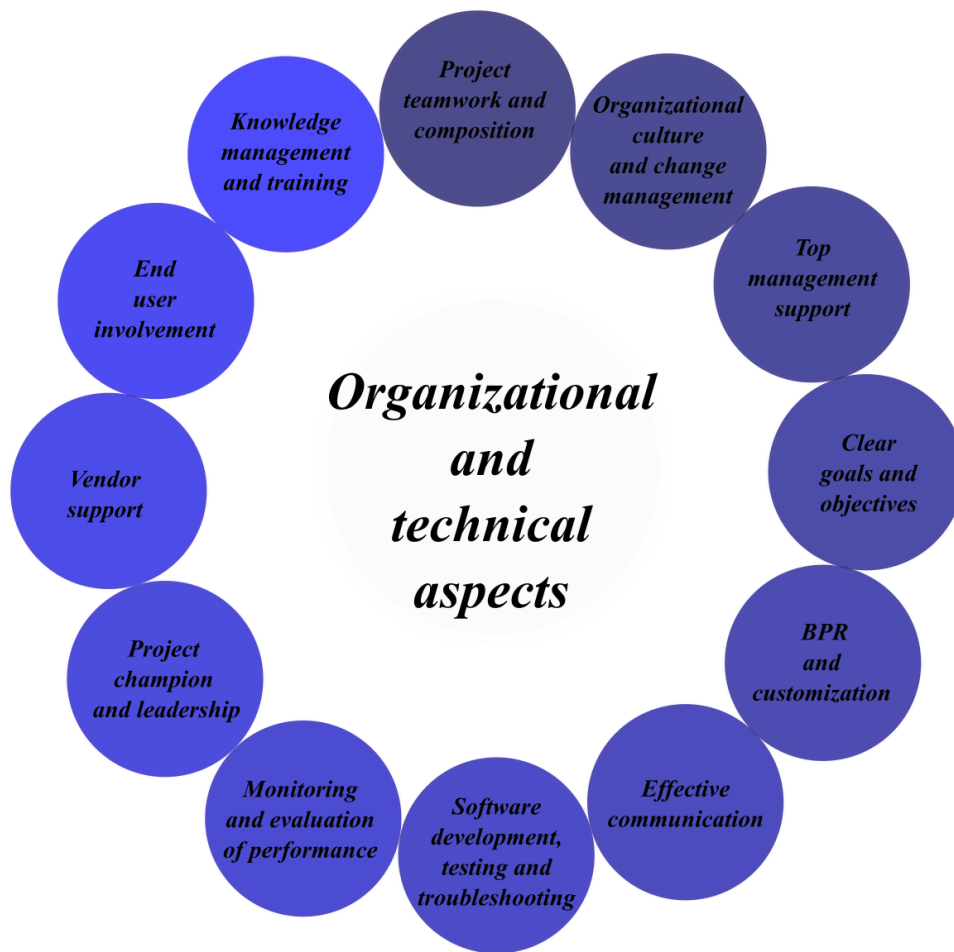 Project
teamwork and
composition
Organizational
culture
and change
management
Top
management
support
Clear
goals and
objectives
BPR
and
customization
Effective
communication
Software
development,
testing and
troubleshooting
Monitoring
and evaluation
of performance
Project
champion
and leadership
Vendor
support
End
user
involvement
Knowledge
management
and training
Organizational
and
technical
aspects